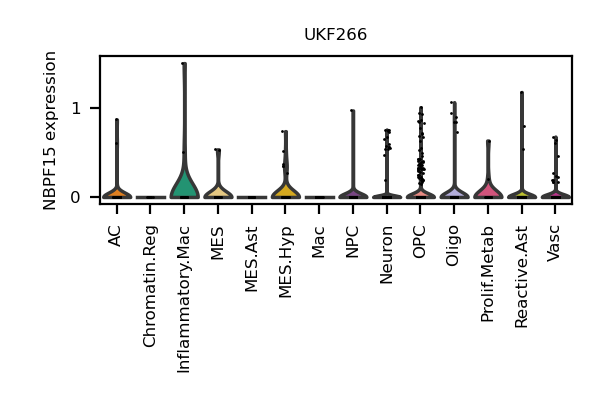 UKF266
NBPF15 expression
1
0
AC
Chromatin.Reg
Inflammatory.Mac
MES
MES.Ast
MES.Hyp
Mac
NPC
Neuron
OPC
Oligo
Prolif.Metab
Reactive.Ast
Vasc